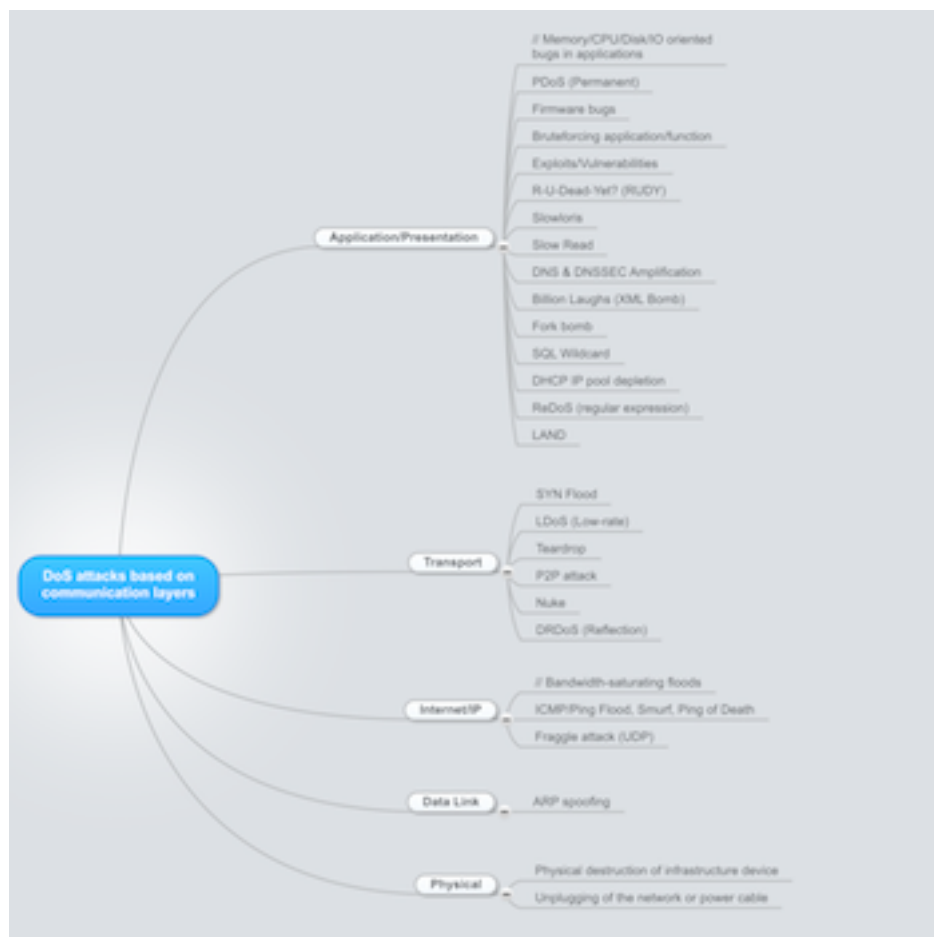 // Memory/CPU/Disk/IO oriented
bugs in applications
PDoS (Permanent)
Firmware bugs
Bruteforcing application/function
Exploits/Vulnerabilities
R-U-Dead-Yet? (RUDY)
Slowloris
Application/Presentation
Slow Read
DNS & DNSSEC Amplification
Billion Laughs (XML Bomb)
Fork bomb
SQL Wildcard
DHCP IP pool depletion
ReDoS (regular expression)
LAND
SYN Flood
LDoS (Low-rate)
Teardrop
Transport
P2P attack
Nuke
DRDoS (Reflection)
DoS attacks based on
communication layers
// Bandwidth-saturating floods
Internet/IP
ICMP/Ping Flood, Smurf, Ping of Death
Fraggle attack (UDP)
Data Link
ARP spoofing
Physical
Physical destruction of infrastructure device
Unplugging of the network or power cable